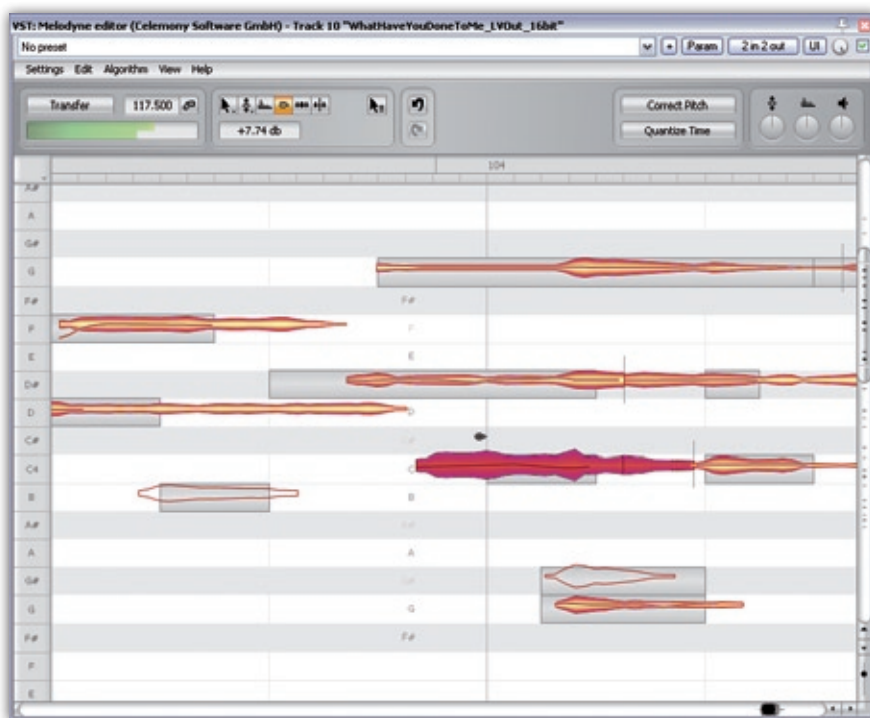 VST: Melodyne editor (Celemony Software GmbH) - Track 10 "WhatHaveYouDoneToMe_LVOut_16bit"
No preset + Param 2 in 2 out UI
Settings Edit Algorithm View Help
Transfer 117.500 Correct Pitch
+7.74 db Quantize Time
104
A#
A
G#
G
F# F#
F F
E E
D#
D D
C#
C4 C
B B
A#
A A
G#
G G
F# F#
F
E